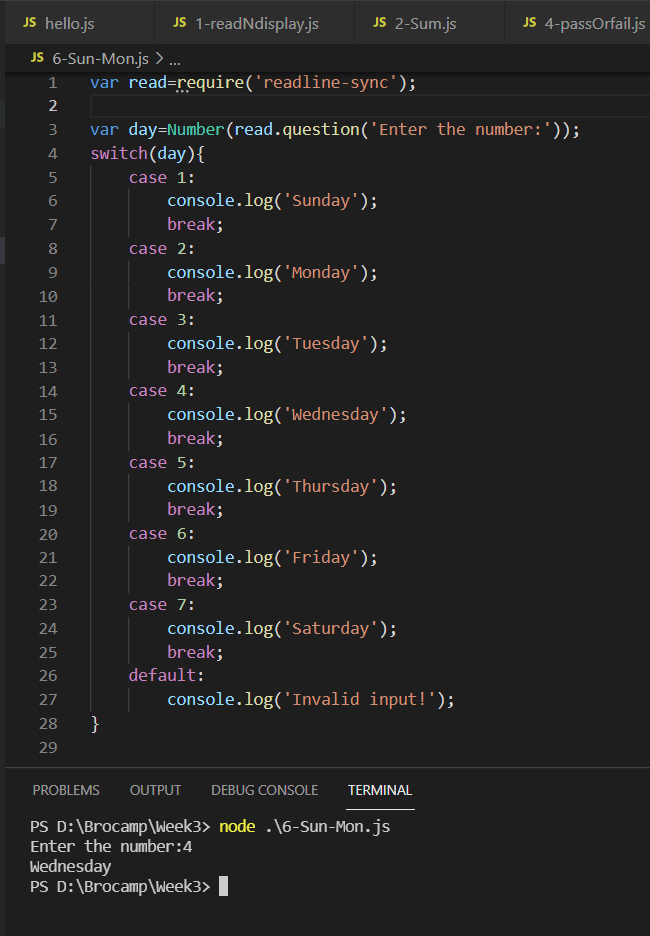 JS hello.js JS 1-readNdisplay.js JS 2-Sum.js JS 4-passOrfail.js
JS 6-Sun-Mon.js > ...
1 var read=require('readline-sync');
2
3 var day=Number(read.question('Enter the number:'));
4 switch(day){
5     case 1:
6         console.log('Sunday');
7         break;
8     case 2:
9         console.log('Monday');
10         break;
11     case 3:
12         console.log('Tuesday');
13         break;
14     case 4:
15         console.log('Wednesday');
16         break;
17     case 5:
18         console.log('Thursday');
19         break;
20     case 6:
21         console.log('Friday');
22         break;
23     case 7:
24         console.log('Saturday');
25         break;
26     default:
27         console.log('Invalid input!');
28 }
29
PROBLEMS OUTPUT DEBUG CONSOLE TERMINAL
PS D:\Brocamp\Week3> node .\6-Sun-Mon.js
Enter the number:4
Wednesday
PS D:\Brocamp\Week3>